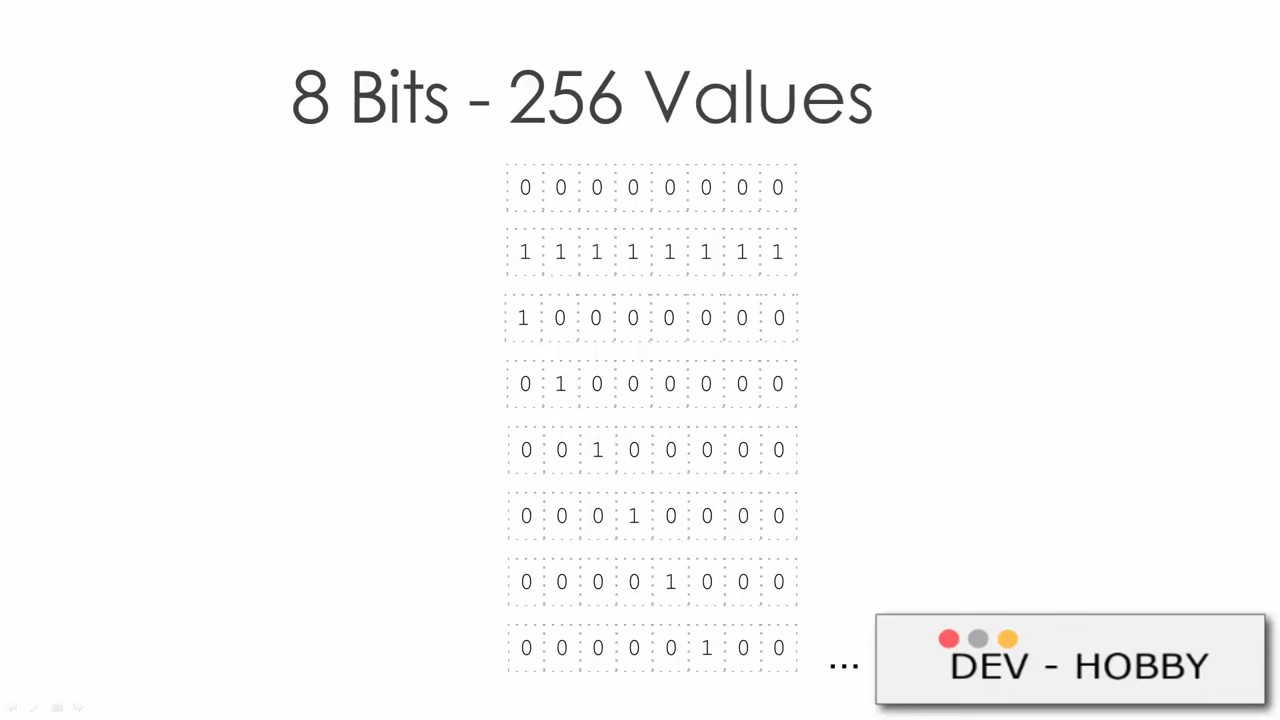 8 Bits - 256 Values
0 0 0 0 0 0 0 0
1 1 1 1 1 1 1 1
1 0 0 0 0 0 0 0
0 1 0 0 0 0 0 0
0 0 1 0 0 0 0 0
0 0 0 1 0 0 0 0
0 0 0 0 1 0 0 0
0 0 0 0 0 1 0 0
...
DEV - HOBBY